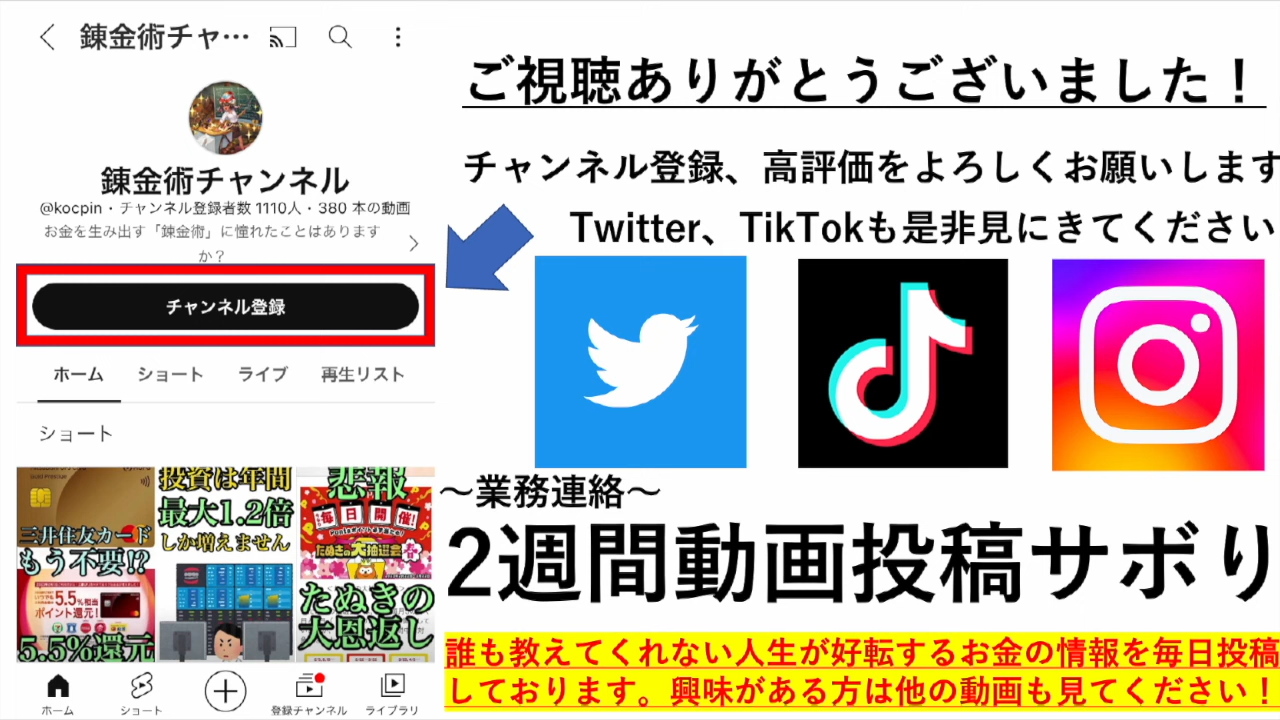 錬金術チャ…
錬金術チャンネル
@kocpin・チャンネル登録者数 1110人・380 本の動画
お金を生み出す「錬金術」に憧れたことはあります
か？
チャンネル登録
ホーム ショート ライブ 再生リスト
ショート
三井住友カード
もう不要!?
5.5%相当
ポイント還元!
5.5%還元
投資は年間
最大1.2倍
しか増えません
悲報
毎日開催!
たぬきの大抽選会
たぬきの
大恩返し
ホーム ショート 登録チャンネル ライブラリ
ご視聴ありがとうございました！
チャンネル登録、高評価をよろしくお願いします
Twitter、TikTokも是非見にきてください
～業務連絡～
2週間動画投稿サボり
誰も教えてくれない人生が好転するお金の情報を毎日投稿
しております。興味がある方は他の動画も見てください！